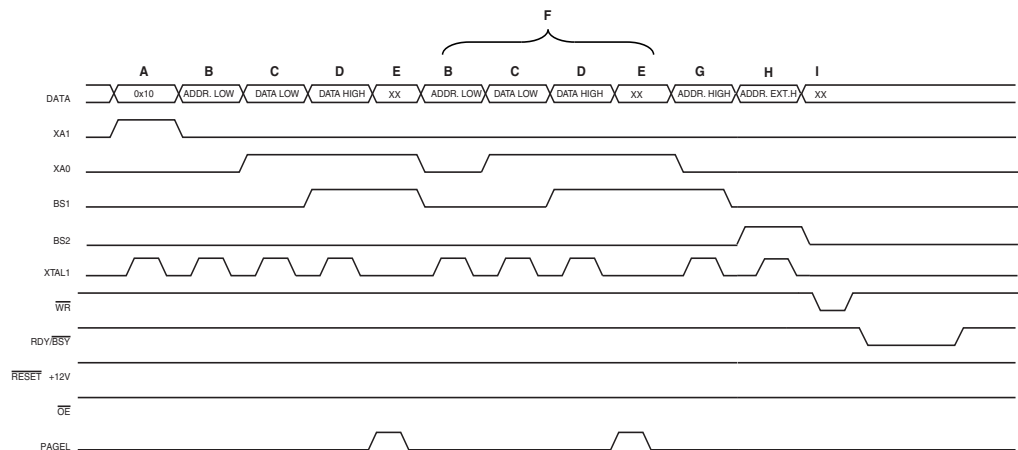 F
A B C D E B C D E G H I
DATA 0x10 ADDR. LOW DATA LOW DATA HIGH XX ADDR. LOW DATA LOW DATA HIGH XX ADDR. HIGH ADDR. EXT.H XX
XA1
XA0
BS1
BS2
XTAL1
WR
RDY/BSY
RESET +12V
OE
PAGEL